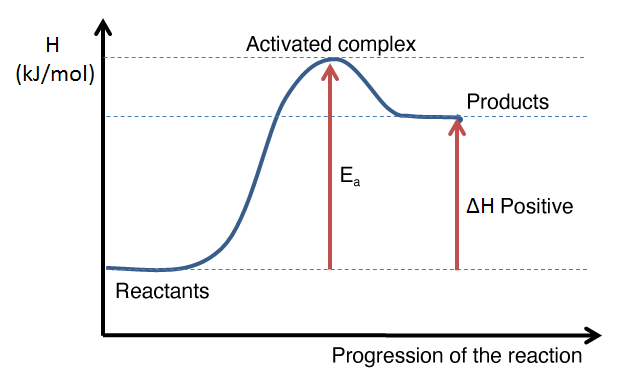 H
(kJ/mol)
Activated complex
Products
Eₐ
ΔH Positive
Reactants
Progression of the reaction